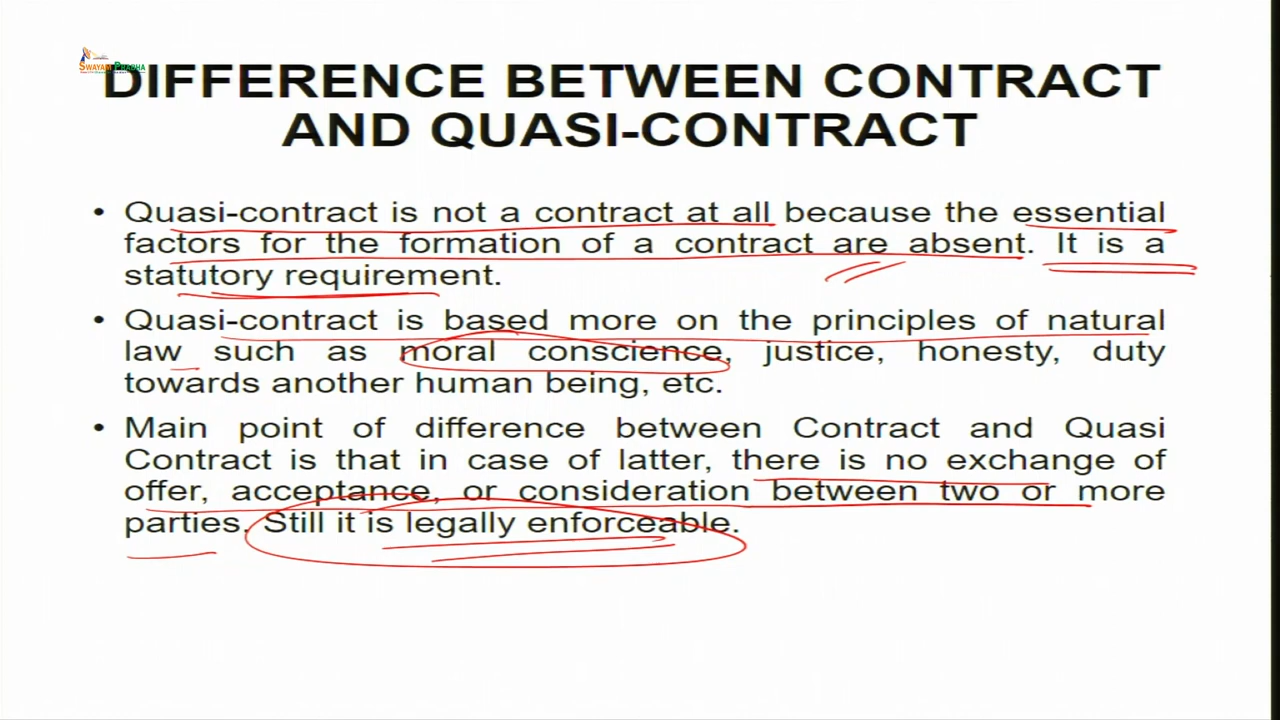 SWAYAM PRABHA
DIFFERENCE BETWEEN CONTRACT
AND QUASI-CONTRACT
• Quasi-contract is not a contract at all because the essential
factors for the formation of a contract are absent. It is a
statutory requirement.
• Quasi-contract is based more on the principles of natural
law such as moral conscience, justice, honesty, duty
towards another human being, etc.
• Main point of difference between Contract and Quasi
Contract is that in case of latter, there is no exchange of
offer, acceptance, or consideration between two or more
parties. Still it is legally enforceable.